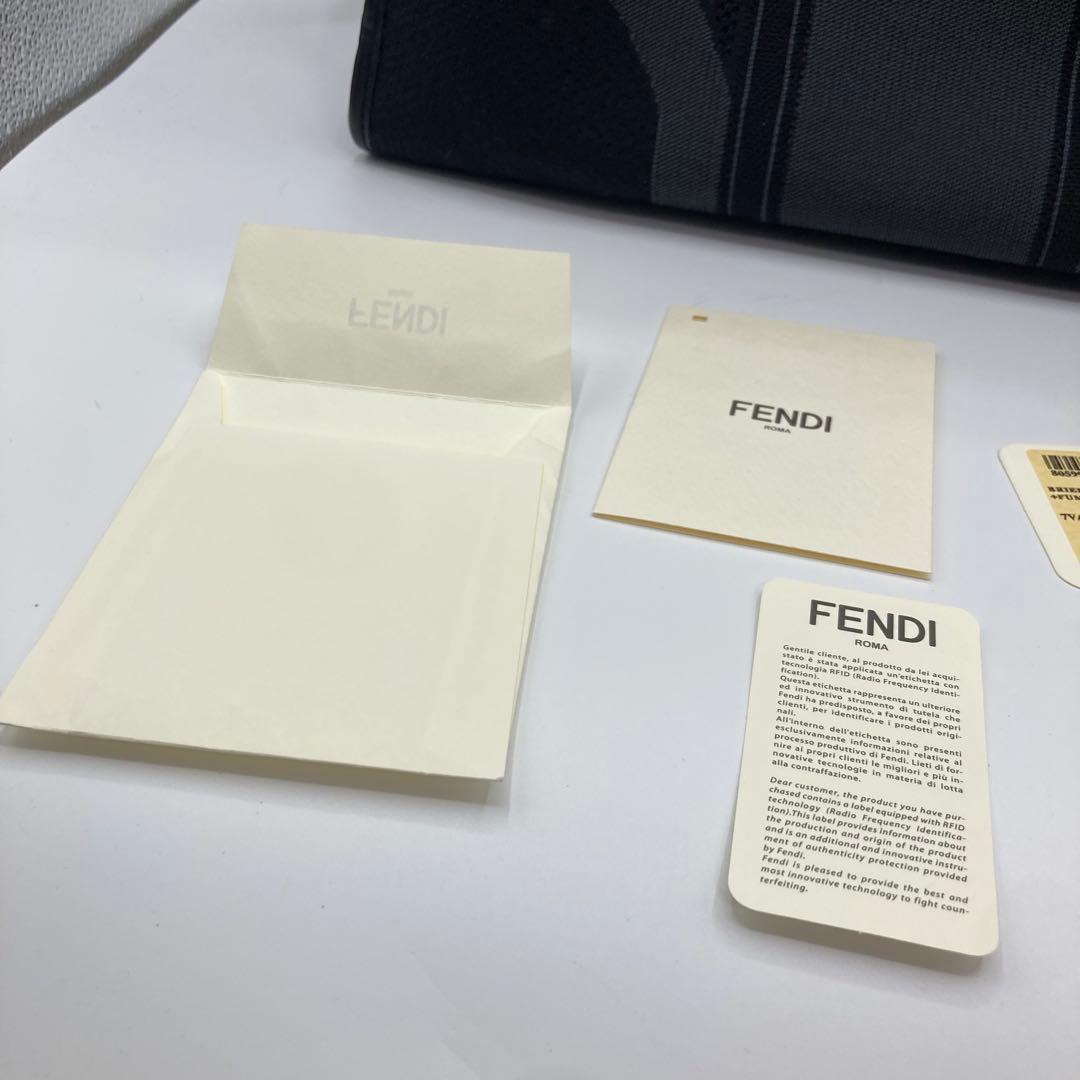 FENDI
FENDI
ROMA
FENDI
ROMA
Gentile cliente, al prodotto da lei acqui-
stato è stata applicata un'etichetta con
tecnologia RFID (Radio Frequency Identi-
fication).
Questa etichetta rappresenta un ulteriore
ed innovativo strumento di tutela che
Fendi ha predisposto, a favore dei propri
clienti, per identificare i prodotti origi-
nali.
All'interno dell'etichetta sono presenti
esclusivamente informazioni relative al
processo produttivo di Fendi. Lieti di for-
nire ai propri clienti le migliori e più in-
novative tecnologie in materia di lotta
alla contraffazione.
Dear customer, the product you have pur-
chased contains a label equipped with RFID
technology (Radio Frequency Identifica-
tion).This label provides information about
the production and origin of the product
and is an additional and innovative instru-
ment of authenticity protection provided
by Fendi.
Fendi is pleased to provide the best and
most innovative technology to fight coun-
terfeiting.